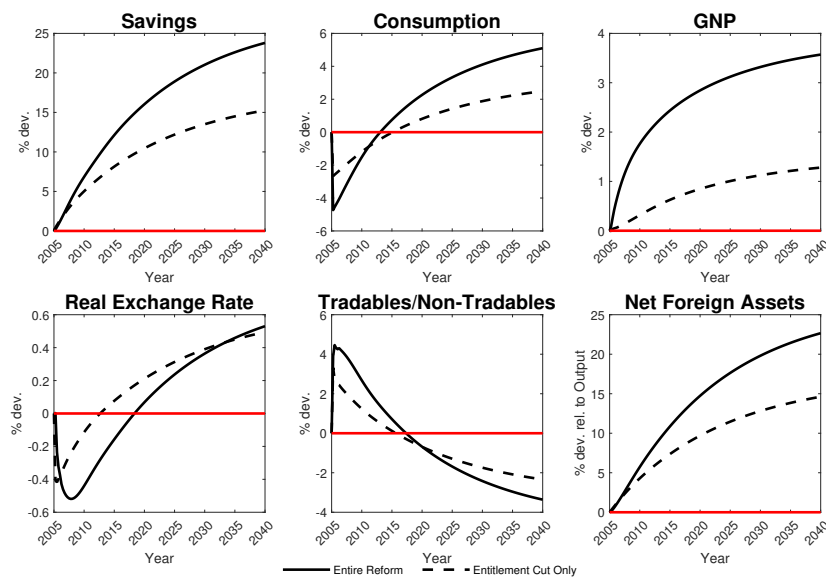 Savings
Consumption
GNP
% dev.
25
20
15
10
5
0
2005 2010 2015 2020 2025 2030 2035 2040
Year
% dev.
6
4
2
0
-2
-4
-6
2005 2010 2015 2020 2025 2030 2035 2040
Year
% dev.
4
3
2
1
0
2005 2010 2015 2020 2025 2030 2035 2040
Year
Real Exchange Rate
Tradables/Non-Tradables
Net Foreign Assets
% dev.
0.6
0.4
0.2
0
-0.2
-0.4
-0.6
2005 2010 2015 2020 2025 2030 2035 2040
Year
% dev.
6
4
2
0
-2
-4
2005 2010 2015 2020 2025 2030 2035 2040
Year
% dev. rel. to Output
25
20
15
10
5
0
2005 2010 2015 2020 2025 2030 2035 2040
Year
Entire Reform
Entitlement Cut Only